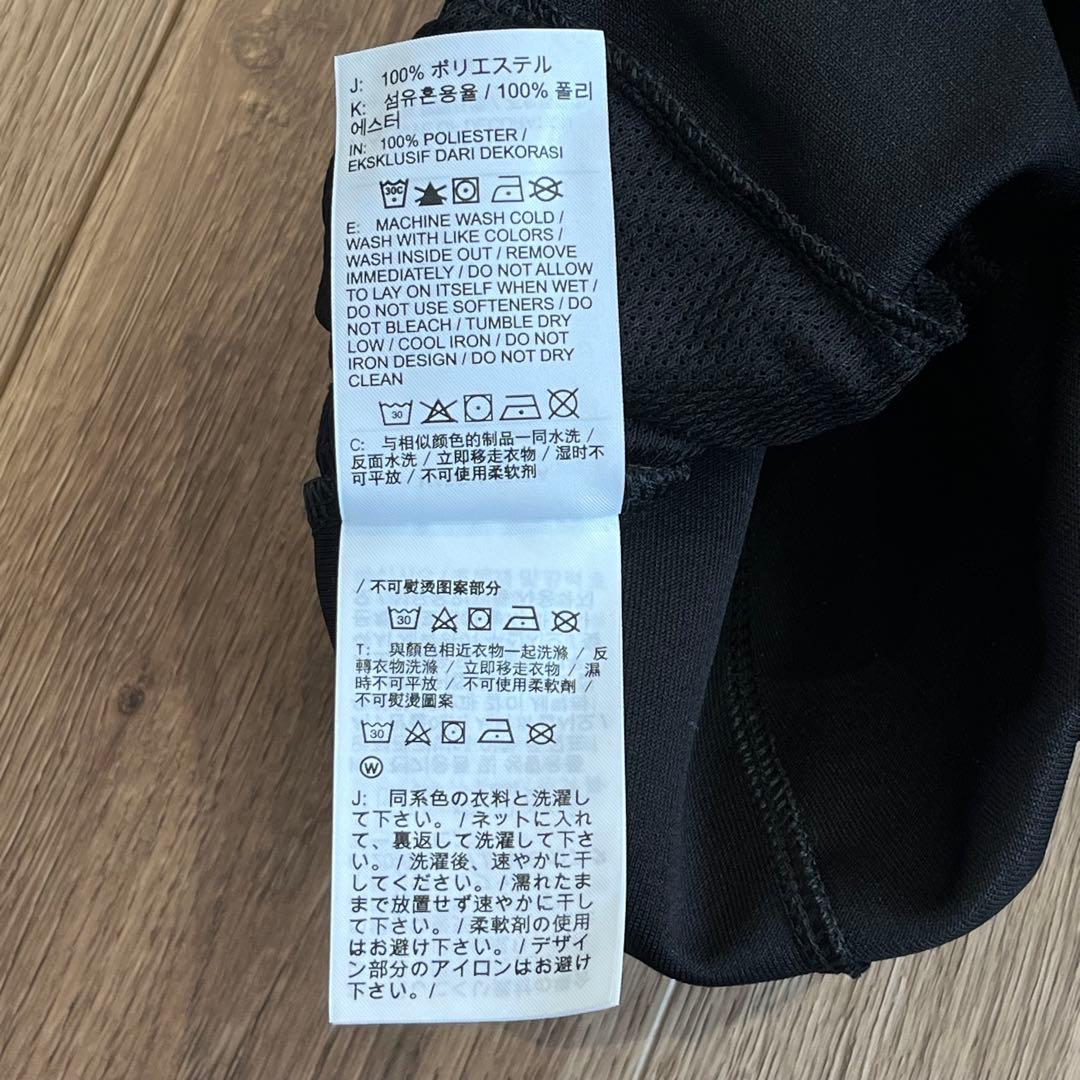 J: 100% ポリエステル
K: 섬유혼용율 / 100% 폴리
에스터
IN: 100% POLIESTER /
EKSKLUSIF DARI DEKORASI
30C
E: MACHINE WASH COLD /
WASH WITH LIKE COLORS /
WASH INSIDE OUT / REMOVE
IMMEDIATELY / DO NOT ALLOW
TO LAY ON ITSELF WHEN WET /
DO NOT USE SOFTENERS / DO
NOT BLEACH / TUMBLE DRY
LOW / COOL IRON / DO NOT
IRON DESIGN / DO NOT DRY
CLEAN
30
C: 与相似颜色的制品一同水洗 /
反面水洗 / 立即移走衣物 / 湿时不
可平放 / 不可使用柔软剂
/ 不可熨烫图案部分
30
T: 與顏色相近衣物一起洗滌 / 反
轉衣物洗滌 / 立即移走衣物 / 濕
時不可平放 / 不可使用柔軟劑 /
不可熨燙圖案
30
W
J: 同系色の衣料と洗濯し
て下さい。/ ネットに入れ
て、裏返して洗濯して下さ
い。/ 洗濯後、速やかに干
してください。/ 濡れたま
まで放置せず速やかに干し
て下さい。/ 柔軟剤の使用
はお避け下さい。/ デザイ
ン部分のアイロンはお避け
下さい。/